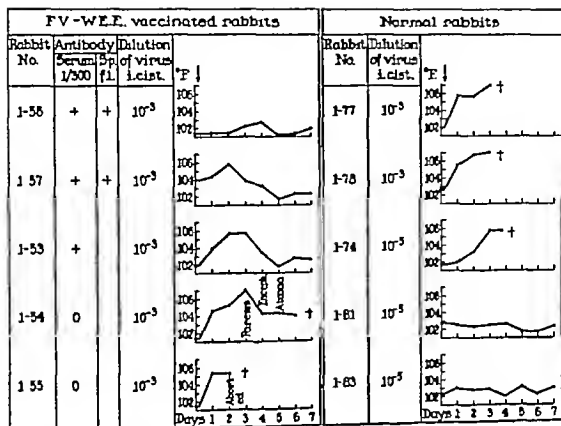 FV-W.E.E. vaccinated rabbits
Rabbit No. Antibody Serum 1/300 Sp. fl. Dilution of virus i.cist. °F
1-58 + + 10⁻³ 106 104 102
1 57 + + 10⁻³ 106 104 102
1-53 + 10⁻³ 106 104 102
1-54 0 10⁻³ 106 104 102 Paresis Ataxia †
1 55 0 10⁻³ 106 104 102 †
Days 1 2 3 4 5 6 7
Normal rabbits
Rabbit No. Dilution of virus i.cist. °F
1-77 10⁻³ 106 104 102 †
1-78 10⁻³ 106 104 102 †
1-74 10⁻⁵ 106 104 102 †
1-81 10⁻⁵ 106 104 102
1-83 10⁻⁵ 106 104 102
Days 1 2 3 4 5 6 7